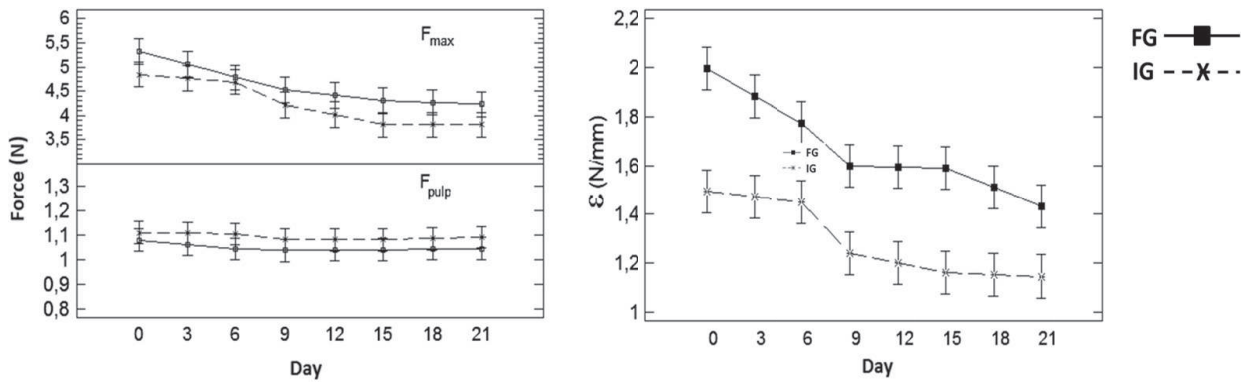 6
5,5
5
4,5
4
3,5
F max
1,3
1,2
1,1
1
0,9
0,8
F pulp
Force (N)
0 3 6 9 12 15 18 21
Day
2,2
2
1,8
1,6
1,4
1,2
1
ε (N/mm)
FG
IG
0 3 6 9 12 15 18 21
Day
FG
IG